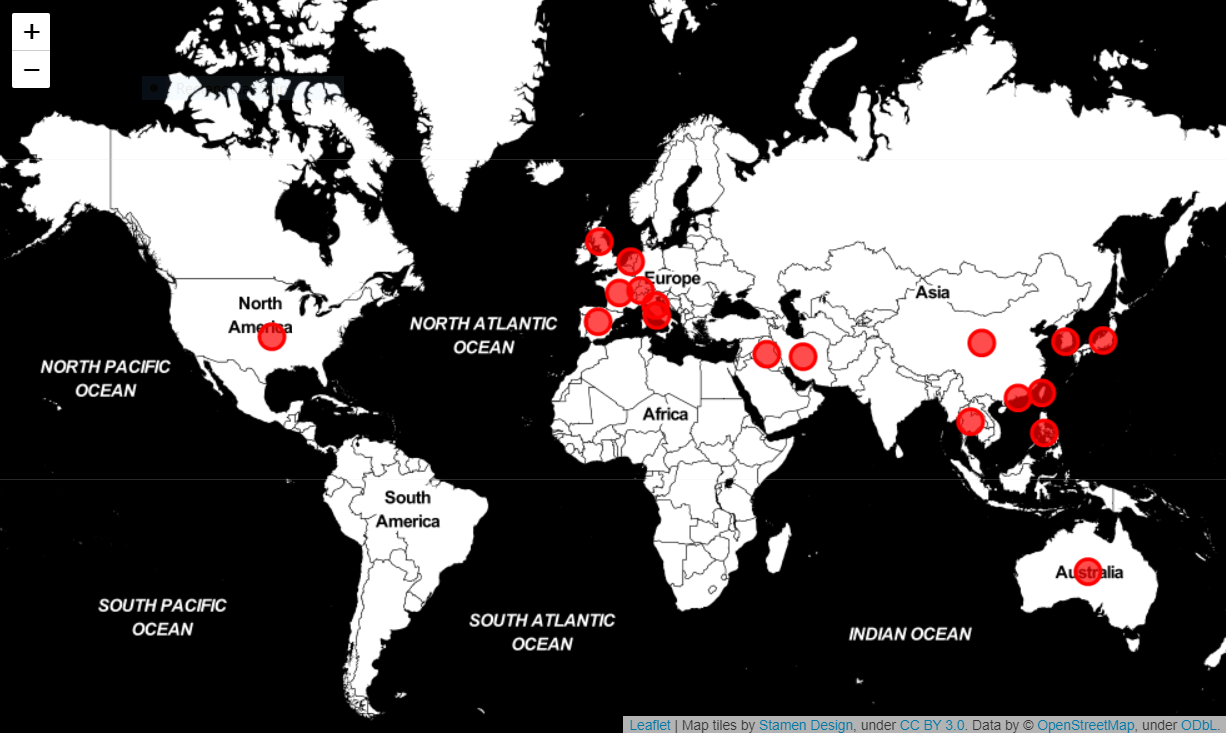 +
−
North
America
Europe
Asia
NORTH ATLANTIC
OCEAN
NORTH PACIFIC
OCEAN
Africa
South
America
Australia
SOUTH PACIFIC
OCEAN
SOUTH ATLANTIC
OCEAN
INDIAN OCEAN
Leaflet | Map tiles by Stamen Design, under CC BY 3.0. Data by © OpenStreetMap, under ODbL.